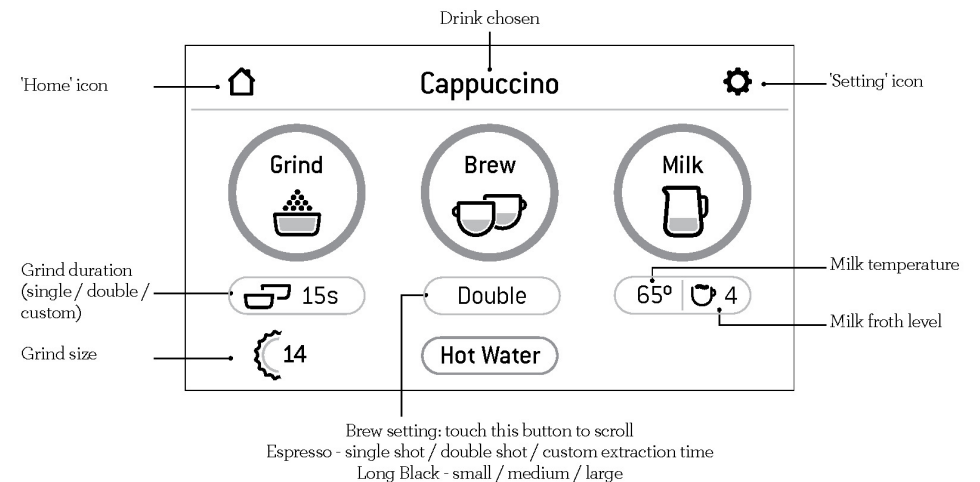 Drink chosen
'Home' icon
Cappuccino
'Setting' icon
Grind
Brew
Milk
Grind duration
(single / double /
custom)
15s
Double
65º
4
Milk temperature
Milk froth level
Grind size
14
Hot Water
Brew setting: touch this button to scroll
Espresso - single shot / double shot / custom extraction time
Long Black - small / medium / large